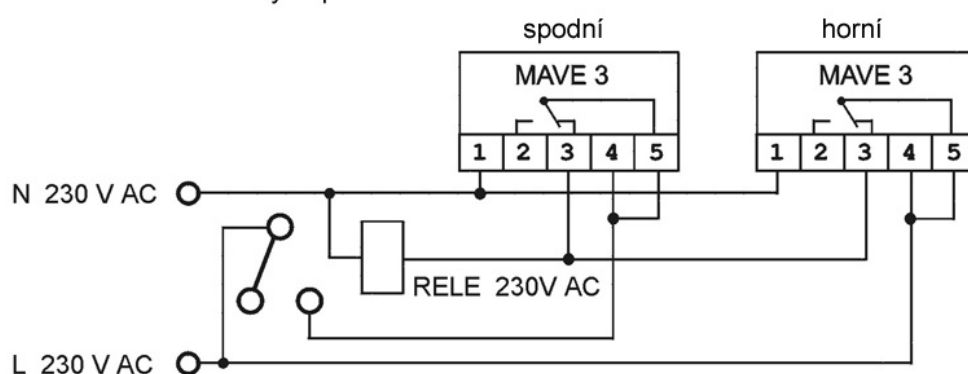 spodní
horní
MAVE 3
MAVE 3
1 2 3 4 5
1 2 3 4 5
N 230 V AC
RELE 230V AC
L 230 V AC